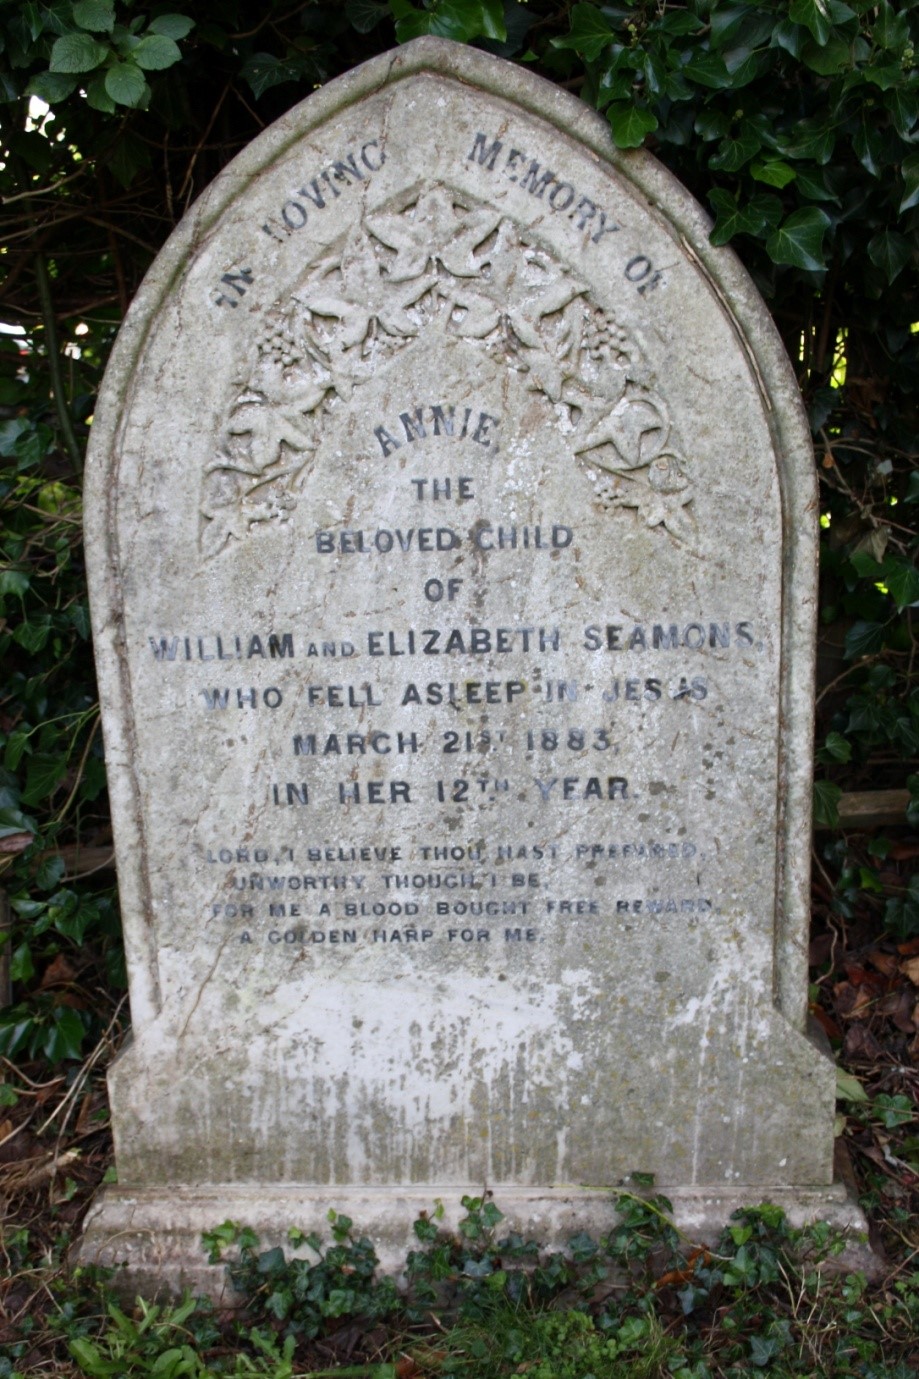 IN LOVING MEMORY OF
ANNIE
THE
BELOVED CHILD
OF
WILLIAM AND ELIZABETH SEAMONS,
WHO FELL ASLEEP IN JESUS
MARCH 21ST 1883,
IN HER 12TH YEAR.
LORD, I BELIEVE THOU HAST PREPARED,
UNWORTHY THOUGH I BE,
FOR ME A BLOOD BOUGHT FREE REWARD,
A GOLDEN HARP FOR ME.